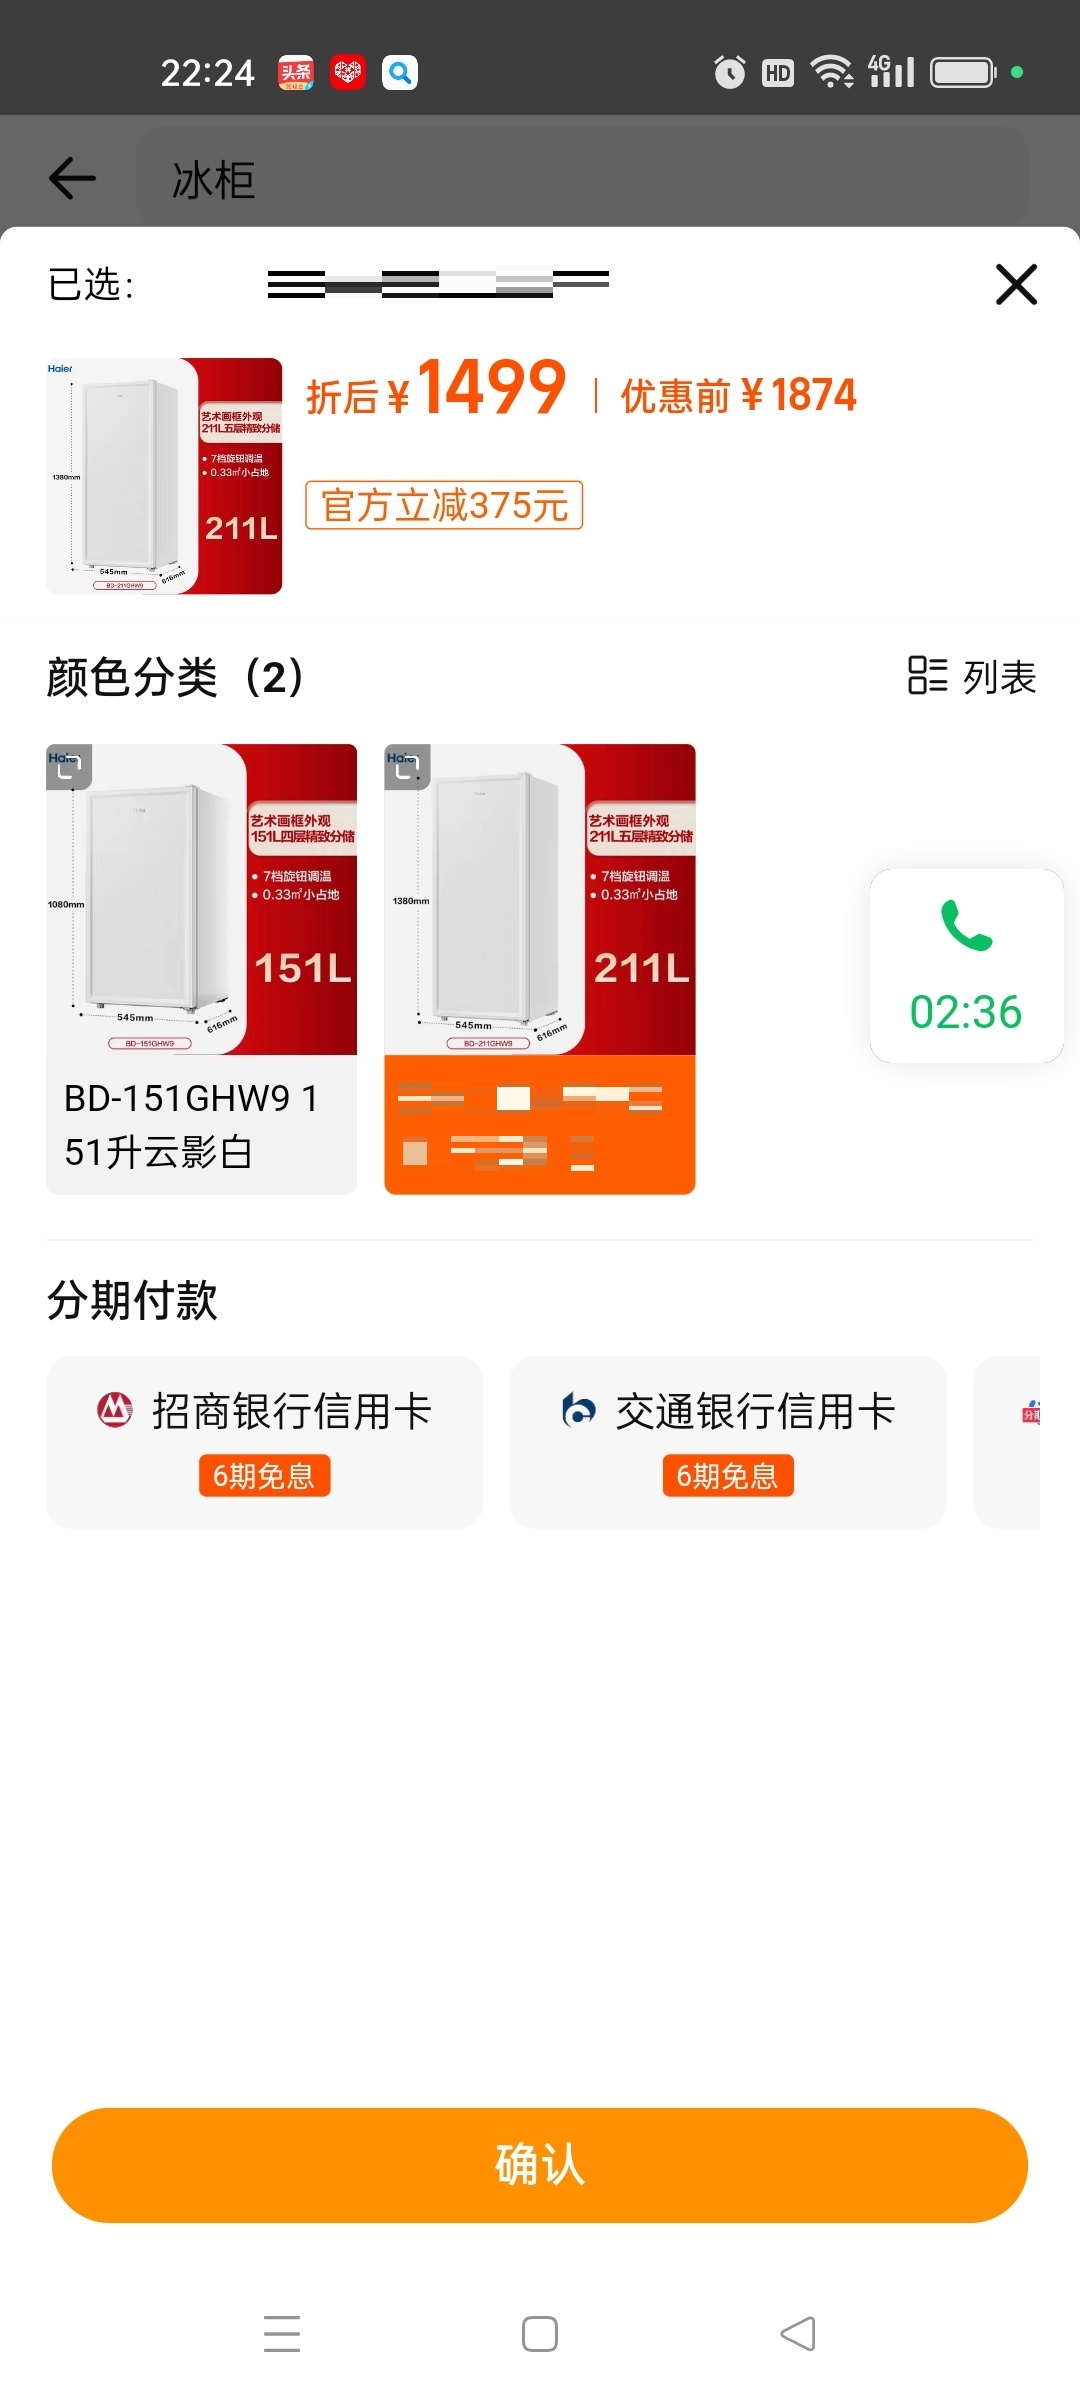 22:24
头条
HD
4G
冰柜
已选:
折后¥1499
优惠前 ¥1874
官方立减375元
Haier
艺术画框外观
211L五层精致分储
7档旋钮调温
0.33㎡小占地
211L
1380mm
545mm
616mm
BD-211GHW9
颜色分类（2）
列表
Haier
艺术画框外观
151L四层精致分储
7档旋钮调温
0.33㎡小占地
151L
1080mm
545mm
616mm
BD-151GHW9
BD-151GHW9 1
51升云影白
Haier
艺术画框外观
211L五层精致分储
7档旋钮调温
0.33㎡小占地
211L
1380mm
545mm
616mm
BD-211GHW9
02:36
分期付款
招商银行信用卡
6期免息
交通银行信用卡
6期免息
确认